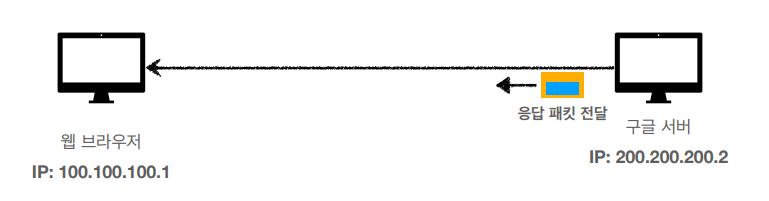 응답 패킷 전달
웹 브라우저
구글 서버
IP: 100.100.100.1
IP: 200.200.200.2